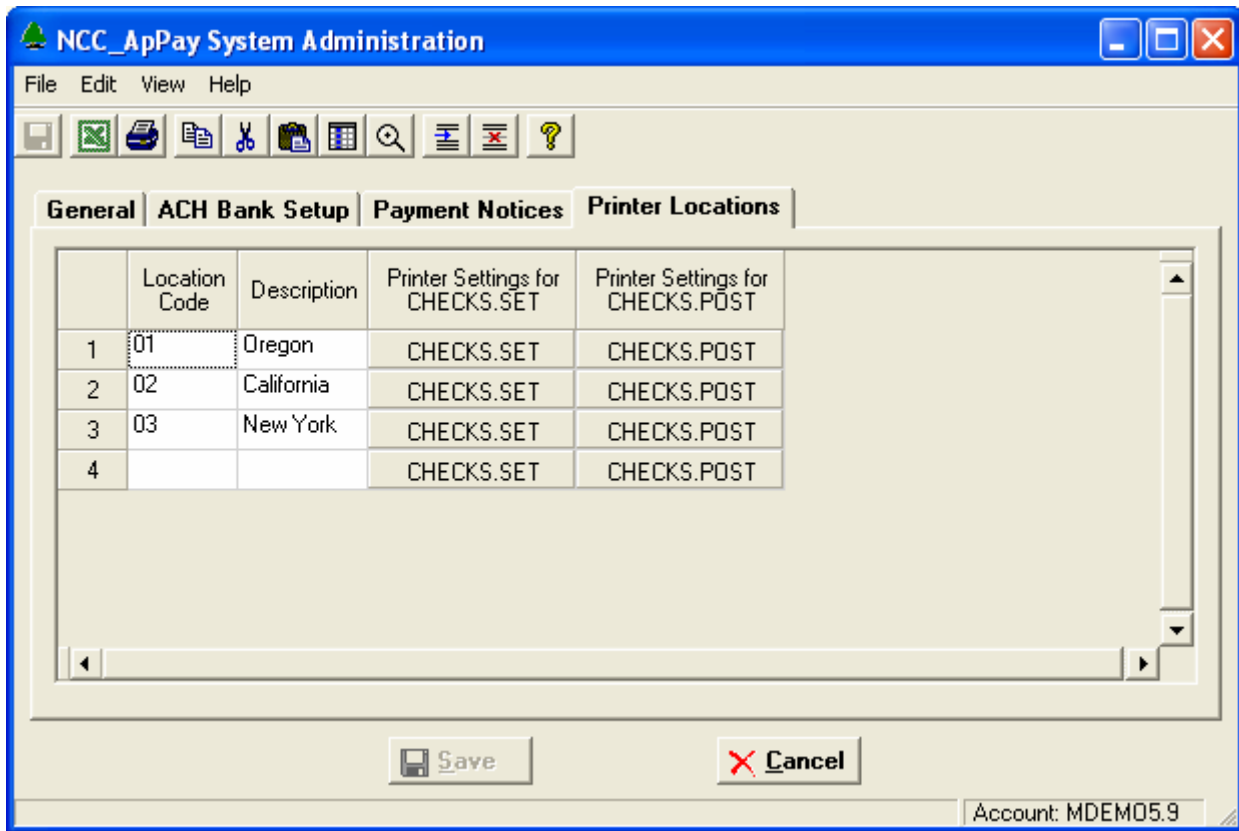 NCC_ApPay System Administration
File Edit View Help
General ACH Bank Setup Payment Notices Printer Locations
Location Code Description Printer Settings for CHECKS.SET Printer Settings for CHECKS.POST
1 01 Oregon CHECKS.SET CHECKS.POST
2 02 California CHECKS.SET CHECKS.POST
3 03 New York CHECKS.SET CHECKS.POST
4 CHECKS.SET CHECKS.POST
Save Cancel
Account: MDEMO5.9